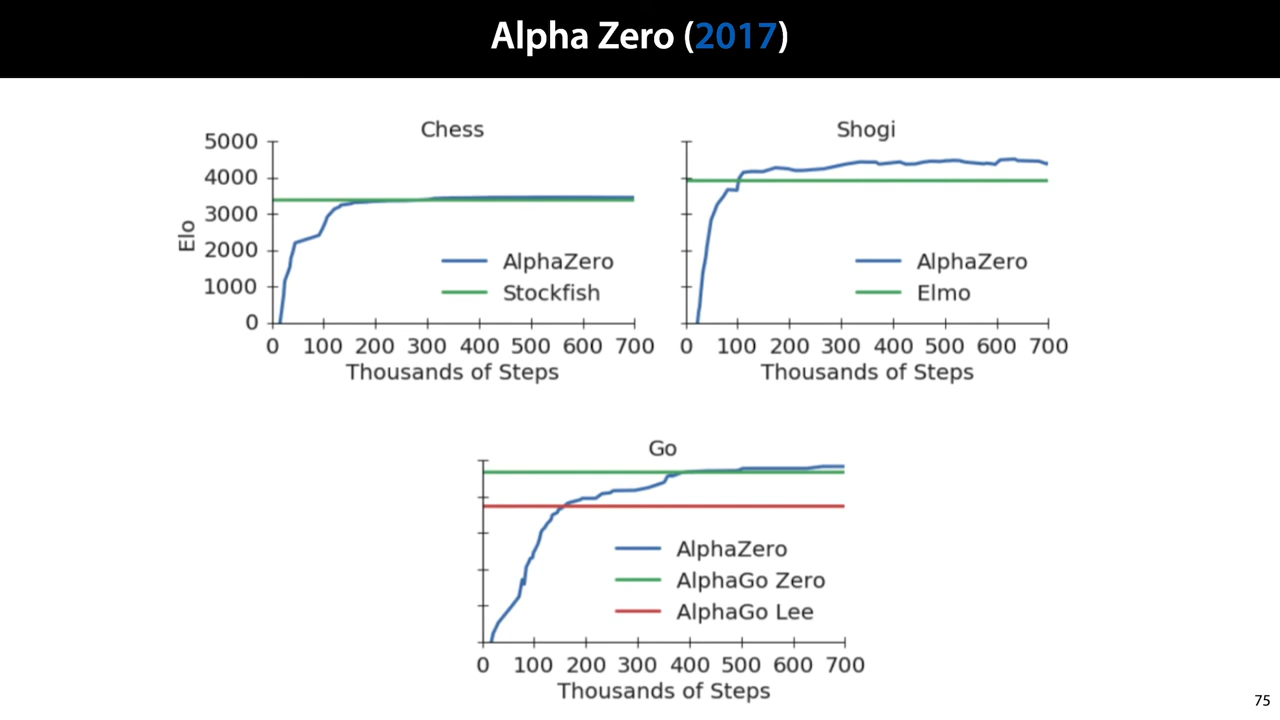 Alpha Zero (2017)
Chess
5000
4000
3000
2000
1000
0
Elo
AlphaZero
Stockfish
0 100 200 300 400 500 600 700
Thousands of Steps
Shogi
AlphaZero
Elmo
0 100 200 300 400 500 600 700
Thousands of Steps
Go
AlphaZero
AlphaGo Zero
AlphaGo Lee
0 100 200 300 400 500 600 700
Thousands of Steps
75